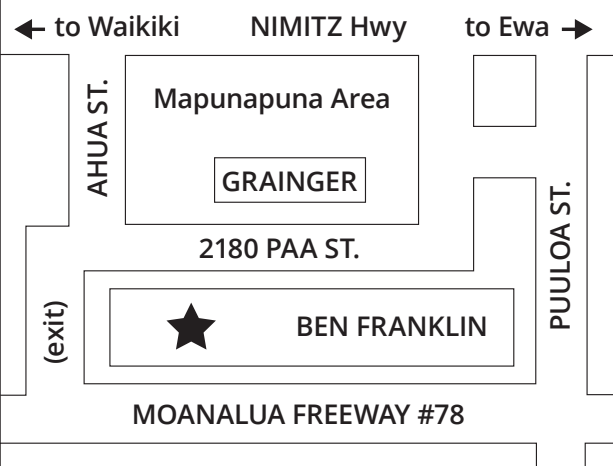 to Waikiki
NIMITZ Hwy
to Ewa
AHUA ST.
Mapunapuna Area
GRAINGER
2180 PAA ST.
PUULOA ST.
(exit)
BEN FRANKLIN
MOANALUA FREEWAY #78